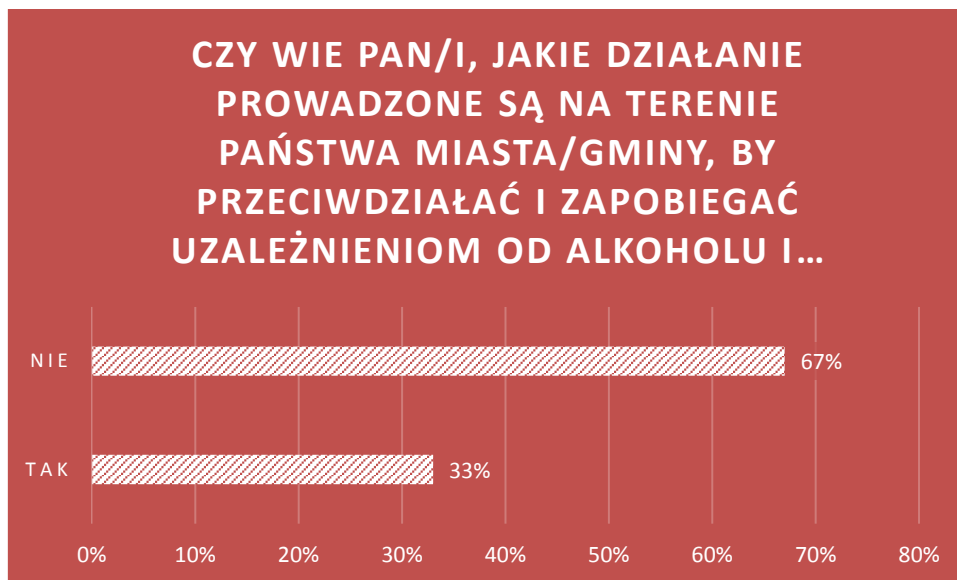 CZY WIE PAN/I, JAKIE DZIAŁANIE
PROWADZONE SĄ NA TERENIE
PAŃSTWA MIASTA/GMINY, BY
PRZECIWDZIAŁAĆ I ZAPOBIEGAĆ
UZALEŻNIENIOM OD ALKOHOLU I…
NIE
67%
TAK
33%
0% 10% 20% 30% 40% 50% 60% 70% 80%